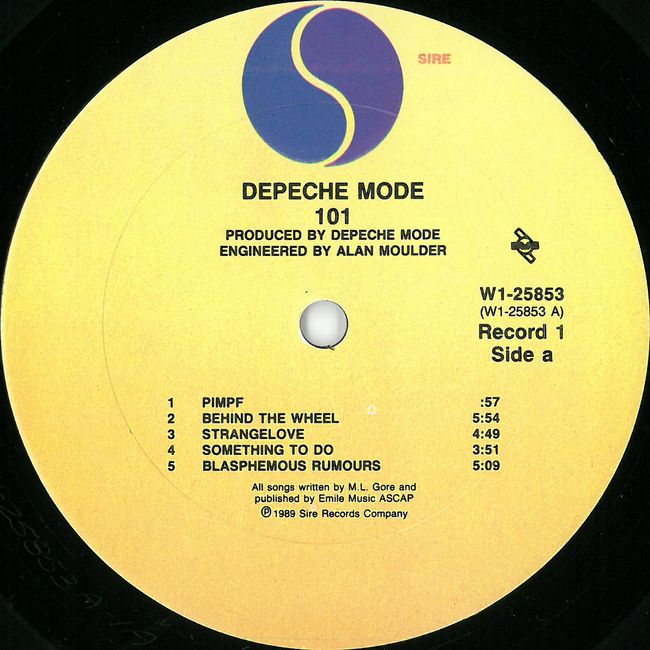 SIRE
DEPECHE MODE
101
PRODUCED BY DEPECHE MODE
ENGINEERED BY ALAN MOULDER
W1-25853
(W1-25853 A)
Record 1
Side a
1 PIMPF :57
2 BEHIND THE WHEEL 5:54
3 STRANGELOVE 4:49
4 SOMETHING TO DO 3:51
5 BLASPHEMOUS RUMOURS 5:09
All songs written by M.L. Gore and
published by Emile Music ASCAP
℗ 1989 Sire Records Company